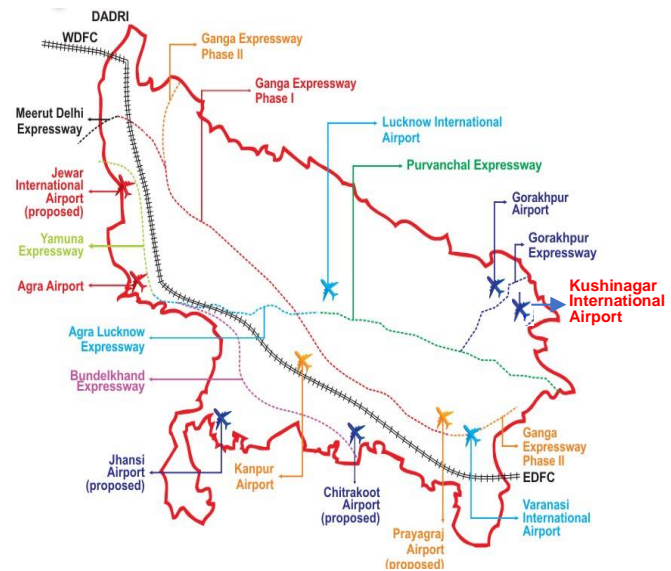 DADRI
WDFC
Ganga Expressway
Phase II
Ganga Expressway
Phase I
Meerut Delhi
Expressway
Lucknow International
Airport
Purvanchal Expressway
Jewar
International
Airport
(proposed)
Gorakhpur
Airport
Gorakhpur
Expressway
Yamuna
Expressway
Agra Airport
Kushinagar
International
Airport
Agra Lucknow
Expressway
Bundelkhand
Expressway
Jhansi
Airport
(proposed)
Kanpur
Airport
Chitrakoot
Airport
(proposed)
Prayagraj
Airport
(proposed)
Ganga
Expressway
Phase II
EDFC
Varanasi
International
Airport